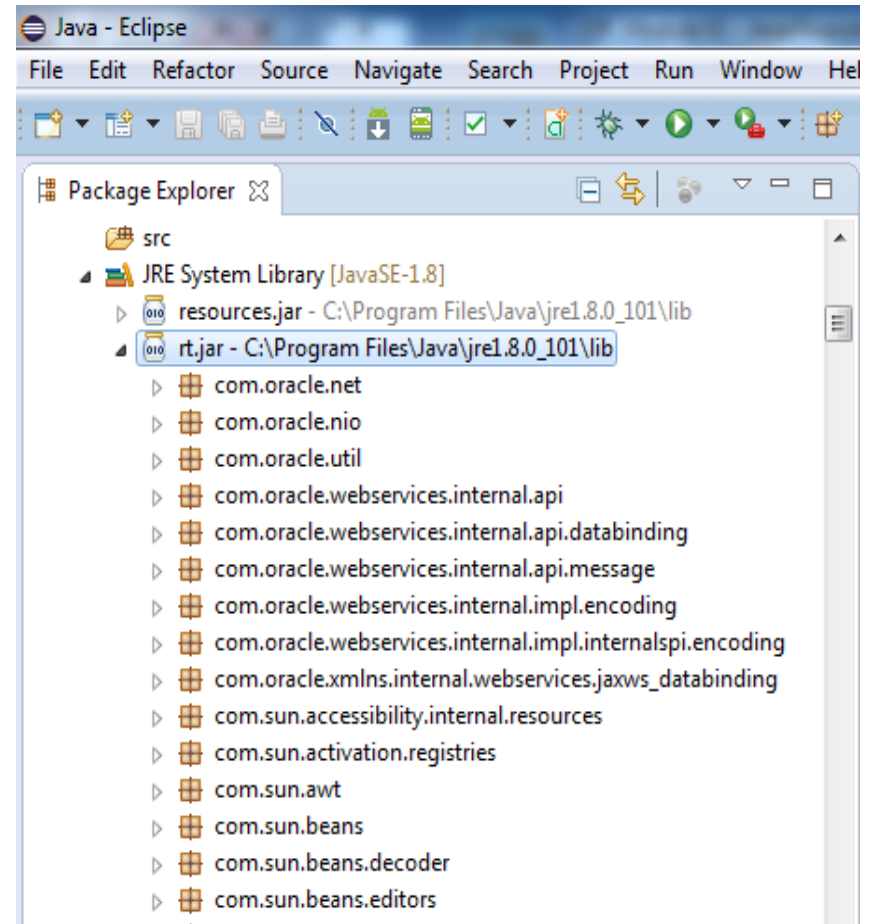 Java - Eclipse
File Edit Refactor Source Navigate Search Project Run Window Hel
Package Explorer
src
JRE System Library [JavaSE-1.8]
resources.jar - C:\Program Files\Java\jre1.8.0_101\lib
rt.jar - C:\Program Files\Java\jre1.8.0_101\lib
com.oracle.net
com.oracle.nio
com.oracle.util
com.oracle.webservices.internal.api
com.oracle.webservices.internal.api.databinding
com.oracle.webservices.internal.api.message
com.oracle.webservices.internal.impl.encoding
com.oracle.webservices.internal.impl.internalspi.encoding
com.oracle.xmlns.internal.webservices.jaxws_databinding
com.sun.accessibility.internal.resources
com.sun.activation.registries
com.sun.awt
com.sun.beans
com.sun.beans.decoder
com.sun.beans.editors